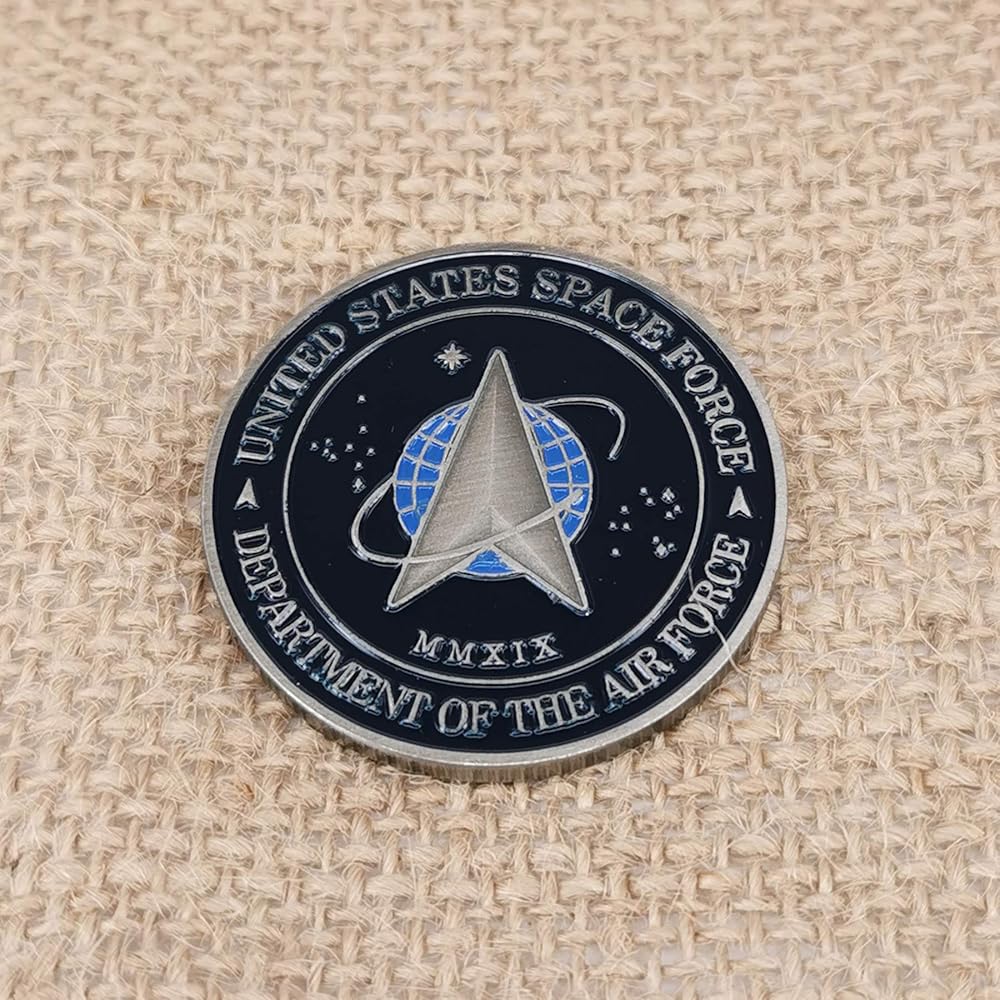 UNITED STATES SPACE FORCE
MMXIX
DEPARTMENT OF THE AIR FORCE